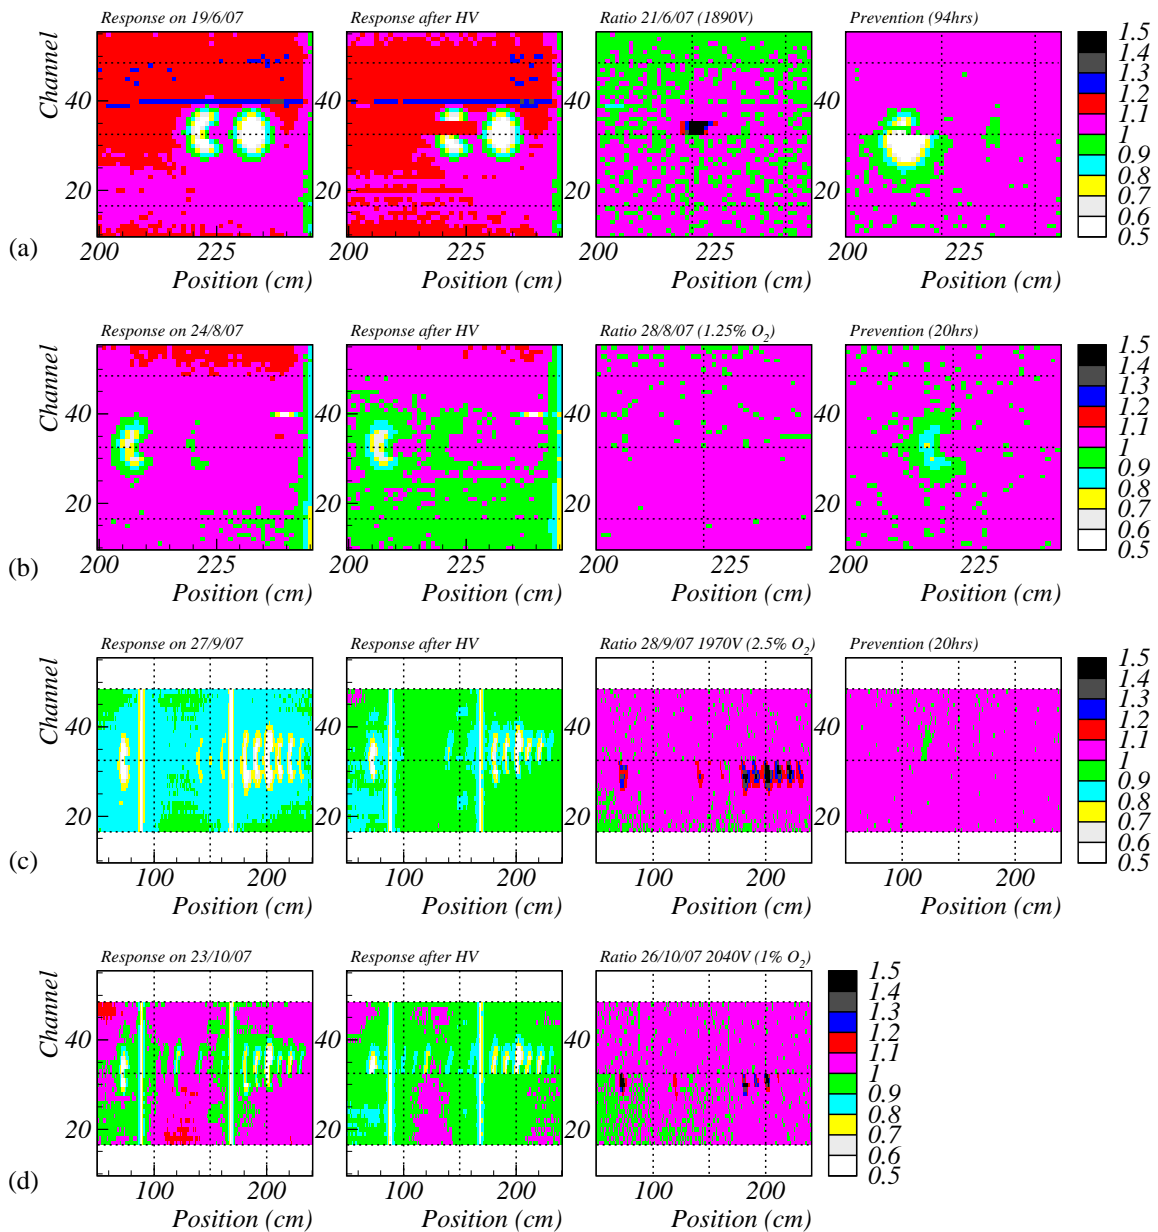 Response on 19/6/07 Response after HV Ratio 21/6/07 (1890V) Prevention (94hrs)
Channel 40 20 40 20 40 20 40 20 1.5 1.4 1.3 1.2 1.1 1 0.9 0.8 0.7 0.6 0.5
(a) 200 225 200 225 200 225 200 225
Position (cm) Position (cm) Position (cm) Position (cm)
Response on 24/8/07 Response after HV Ratio 28/8/07 (1.25% O2) Prevention (20hrs)
Channel 40 20 40 20 40 20 40 20 1.5 1.4 1.3 1.2 1.1 1 0.9 0.8 0.7 0.6 0.5
(b) 200 225 200 225 200 225 200 225
Position (cm) Position (cm) Position (cm) Position (cm)
Response on 27/9/07 Response after HV Ratio 28/9/07 1970V (2.5% O2) Prevention (20hrs)
Channel 40 20 40 20 40 20 40 20 1.5 1.4 1.3 1.2 1.1 1 0.9 0.8 0.7 0.6 0.5
(c) 100 200 100 200 100 200 100 200
Position (cm) Position (cm) Position (cm) Position (cm)
Response on 23/10/07 Response after HV Ratio 26/10/07 2040V (1% O2)
Channel 40 20 40 20 40 20 1.5 1.4 1.3 1.2 1.1 1 0.9 0.8 0.7 0.6 0.5
(d) 100 200 100 200 100 200
Position (cm) Position (cm) Position (cm)